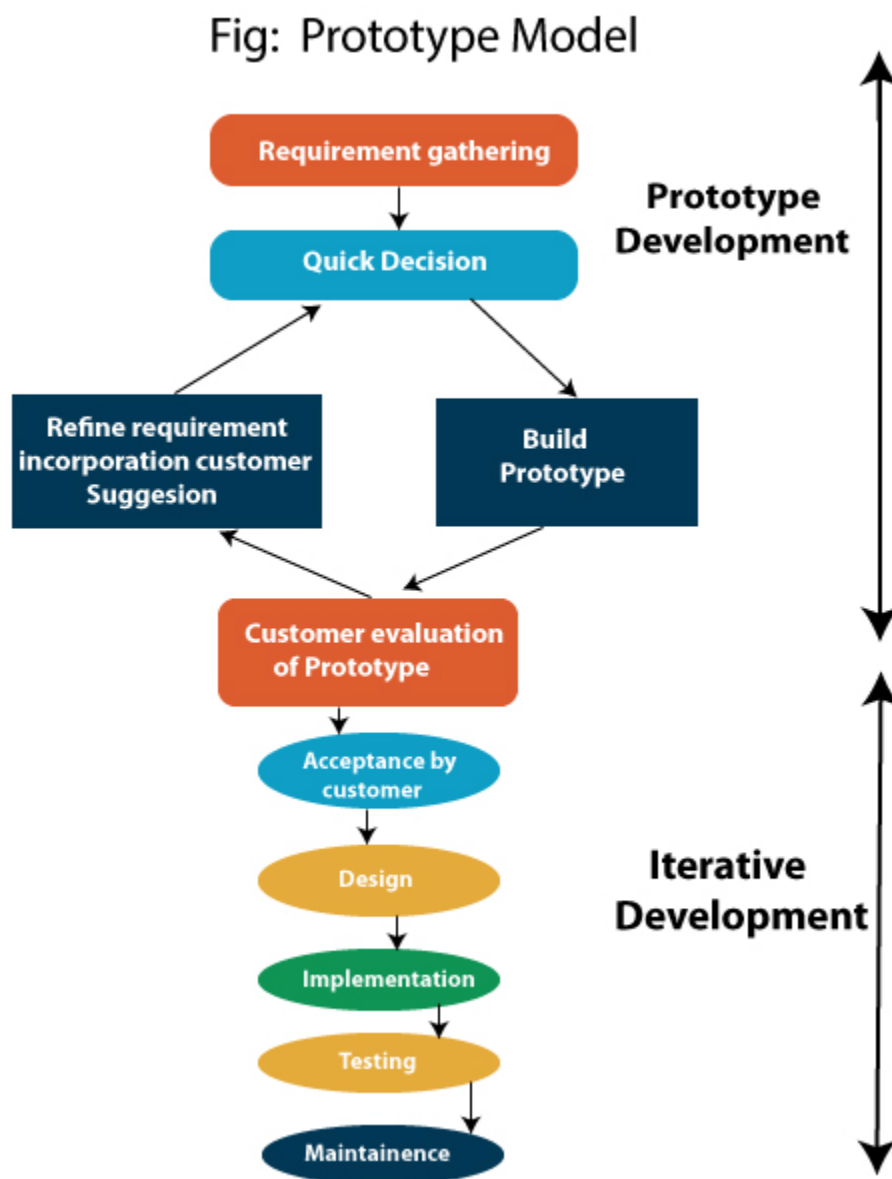 Fig: Prototype Model
Requirement gathering
Prototype
Development
Quick Decision
Refine requirement
incorporation customer
Suggesion
Build
Prototype
Customer evaluation
of Prototype
Acceptance by
customer
Design
Iterative
Development
Implementation
Testing
Maintainence